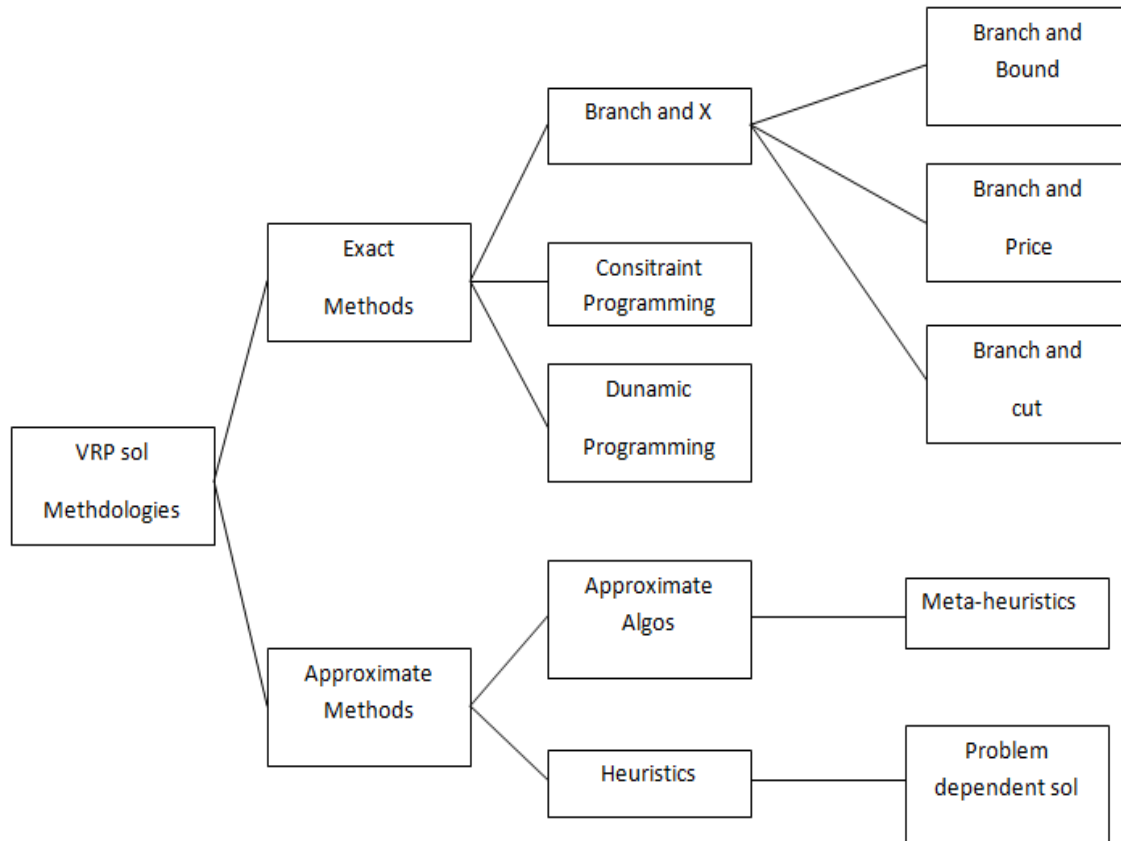 VRP sol
Methdologies
Exact
Methods
Approximate
Methods
Branch and X
Consitraint
Programming
Dunamic
Programming
Approximate
Algos
Heuristics
Branch and
Bound
Branch and
Price
Branch and
cut
Meta-heuristics
Problem
dependent sol